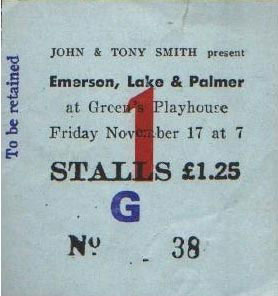 JOHN & TONY SMITH present
Emerson, Lake & Palmer
at Green's Playhouse
Friday November 17 at 7
1
STALLS £1.25
G
No 38
To be retained